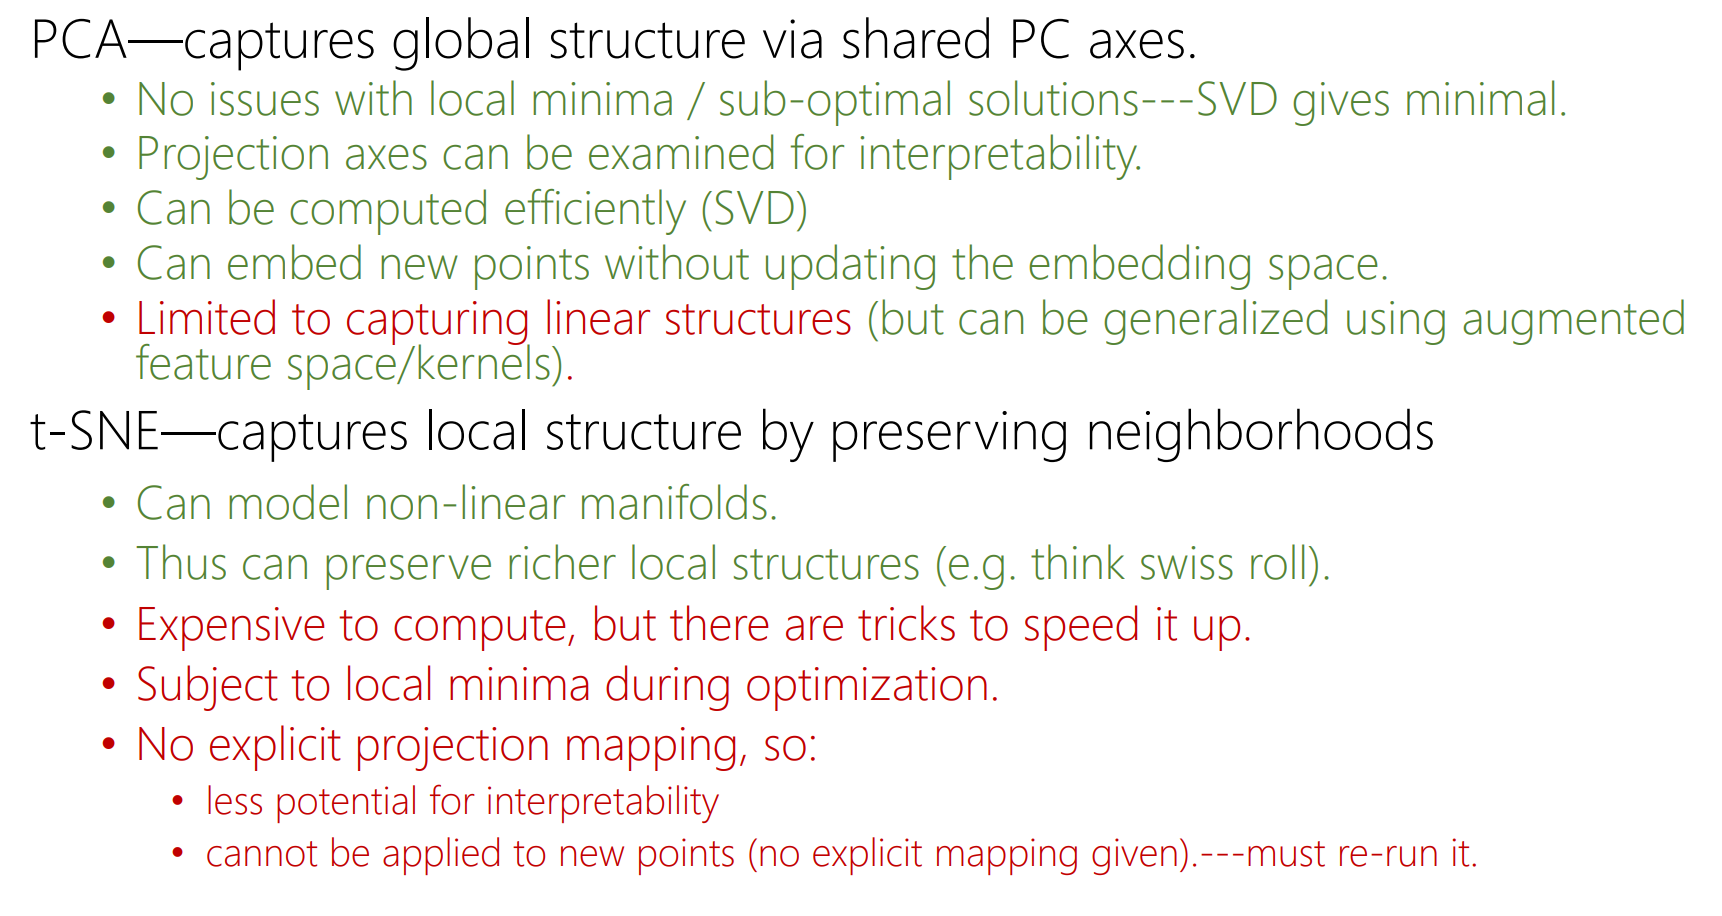 PCA—captures global structure via shared PC axes.
• No issues with local minima / sub-optimal solutions---SVD gives minimal.
• Projection axes can be examined for interpretability.
• Can be computed efficiently (SVD)
• Can embed new points without updating the embedding space.
• Limited to capturing linear structures (but can be generalized using augmented
feature space/kernels).
t-SNE—captures local structure by preserving neighborhoods
• Can model non-linear manifolds.
• Thus can preserve richer local structures (e.g. think swiss roll).
• Expensive to compute, but there are tricks to speed it up.
• Subject to local minima during optimization.
• No explicit projection mapping, so:
• less potential for interpretability
• cannot be applied to new points (no explicit mapping given).---must re-run it.